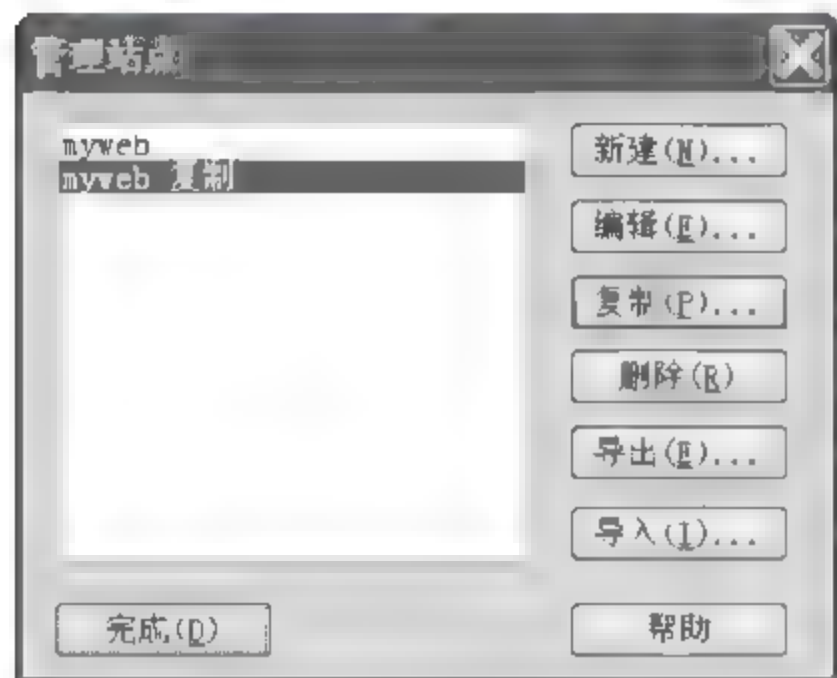 管理站点
myweb
myweb 复制
新建(N)...
编辑(E)...
复制(P)...
删除(R)
导出(E)...
导入(I)...
完成(D)
帮助